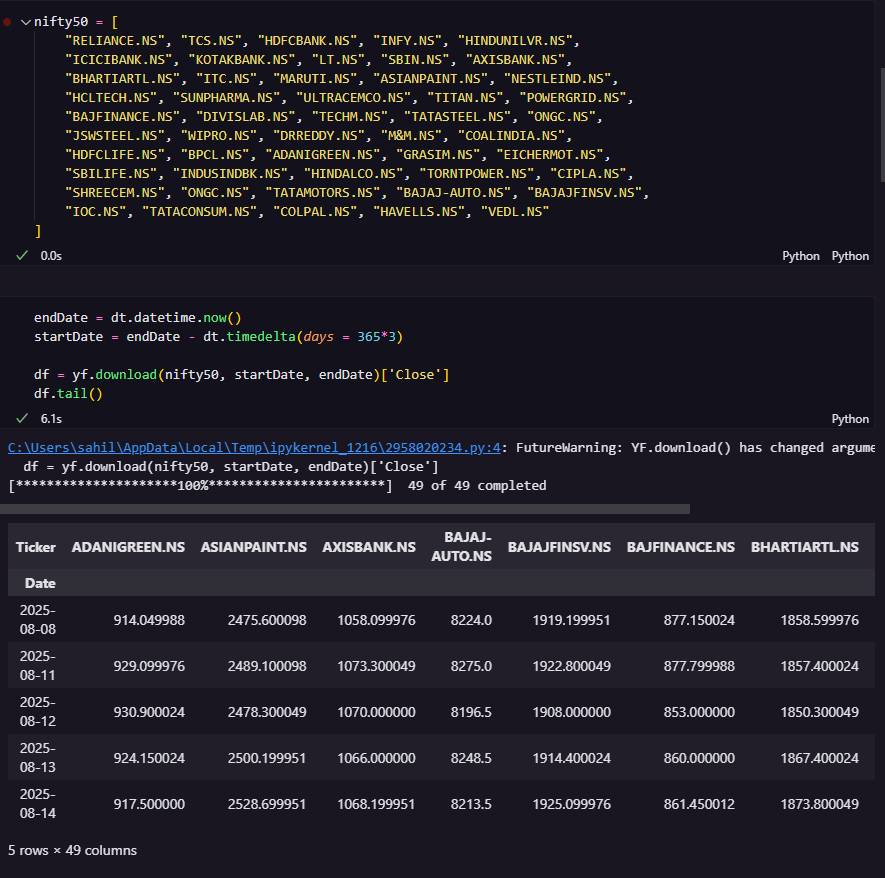 nifty50 = [
"RELIANCE.NS", "TCS.NS", "HDFCBANK.NS", "INFY.NS", "HINDUNILVR.NS",
"ICICIBANK.NS", "KOTAKBANK.NS", "LT.NS", "SBIN.NS", "AXISBANK.NS",
"BHARTIARTL.NS", "ITC.NS", "MARUTI.NS", "ASIANPAINT.NS", "NESTLEIND.NS",
"HCLTECH.NS", "SUNPHARMA.NS", "ULTRACEMCO.NS", "TITAN.NS", "POWERGRID.NS",
"BAJFINANCE.NS", "DIVISLAB.NS", "TECHM.NS", "TATASTEEL.NS", "ONGC.NS",
"JSWSTEEL.NS", "WIPRO.NS", "DRREDDY.NS", "M&M.NS", "COALINDIA.NS",
"HDFCLIFE.NS", "BPCL.NS", "ADANIGREEN.NS", "GRASIM.NS", "EICHERMOT.NS",
"SBILIFE.NS", "INDUSINDBK.NS", "HINDALCO.NS", "TORNTPOWER.NS", "CIPLA.NS",
"SHREECEM.NS", "ONGC.NS", "TATAMOTORS.NS", "BAJAJ-AUTO.NS", "BAJAJFINSV.NS",
"IOC.NS", "TATACONSUM.NS", "COLPAL.NS", "HAVELLS.NS", "VEDL.NS"
]
0.0s Python Python
endDate = dt.datetime.now()
startDate = endDate - dt.timedelta(days = 365*3)
df = yf.download(nifty50, startDate, endDate)['Close']
df.tail()
6.1s Python
C:\Users\sahil\AppData\Local\Temp\ipykernel_1216\2958020234.py:4: FutureWarning: YF.download() has changed argume
df = yf.download(nifty50, startDate, endDate)['Close']
[*********************100%***********************] 49 of 49 completed
Ticker ADANIGREEN.NS ASIANPAINT.NS AXISBANK.NS BAJAJ-AUTO.NS BAJAJFINSV.NS BAJFINANCE.NS BHARTIARTL.NS
Date
2025-08-08 914.049988 2475.600098 1058.099976 8224.0 1919.199951 877.150024 1858.599976
2025-08-11 929.099976 2489.100098 1073.300049 8275.0 1922.800049 877.799988 1857.400024
2025-08-12 930.900024 2478.300049 1070.000000 8196.5 1908.000000 853.000000 1850.300049
2025-08-13 924.150024 2500.199951 1066.000000 8248.5 1914.400024 860.000000 1867.400024
2025-08-14 917.500000 2528.699951 1068.199951 8213.5 1925.099976 861.450012 1873.800049
5 rows × 49 columns